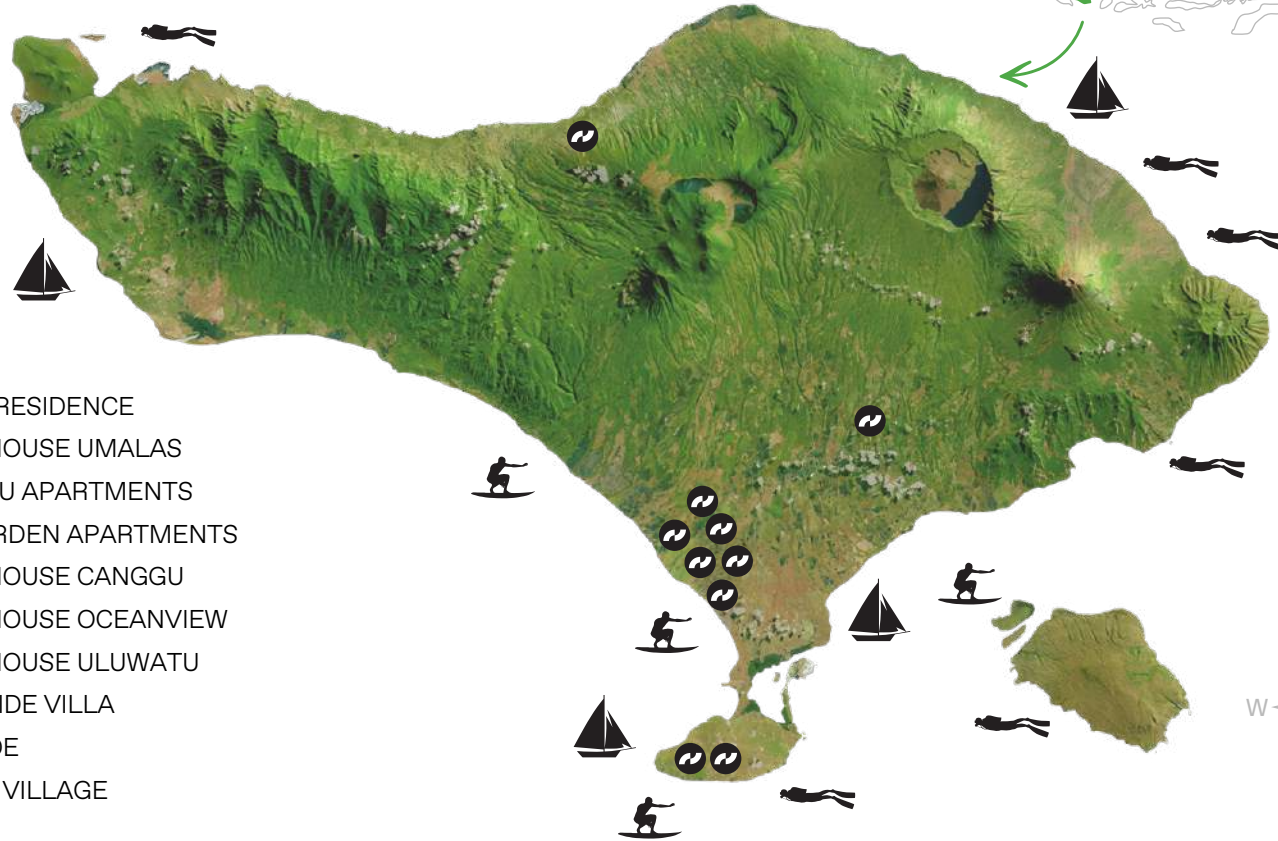 RESIDENCE
HOUSE UMALAS
U APARTMENTS
RDEN APARTMENTS
HOUSE CANGGU
HOUSE OCEANVIEW
HOUSE ULUWATU
IDE VILLA
DE
VILLAGE
W